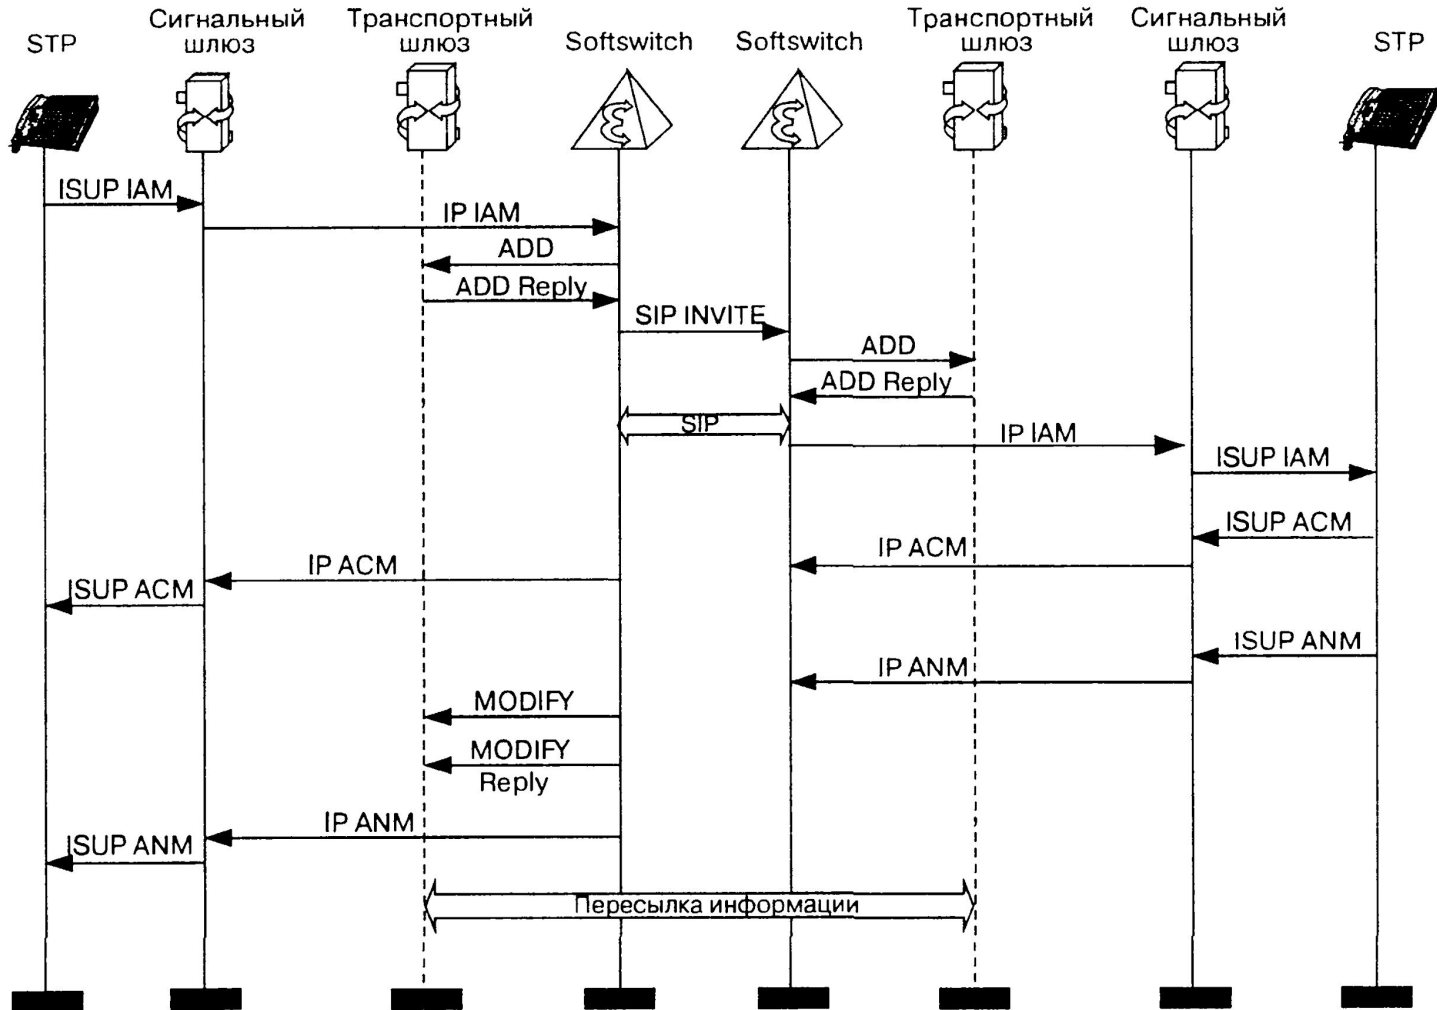 STP
Сигнальный
шлюз
Транспортный
шлюз
Softswitch
Softswitch
Транспортный
шлюз
Сигнальный
шлюз
STP
ISUP IAM
IP IAM
ADD
ADD Reply
SIP INVITE
ADD
ADD Reply
SIP
IP IAM
ISUP IAM
ISUP ACM
IP ACM
IP ACM
ISUP ACM
ISUP ANM
IP ANM
MODIFY
MODIFY
Reply
IP ANM
ISUP ANM
Пересылка информации